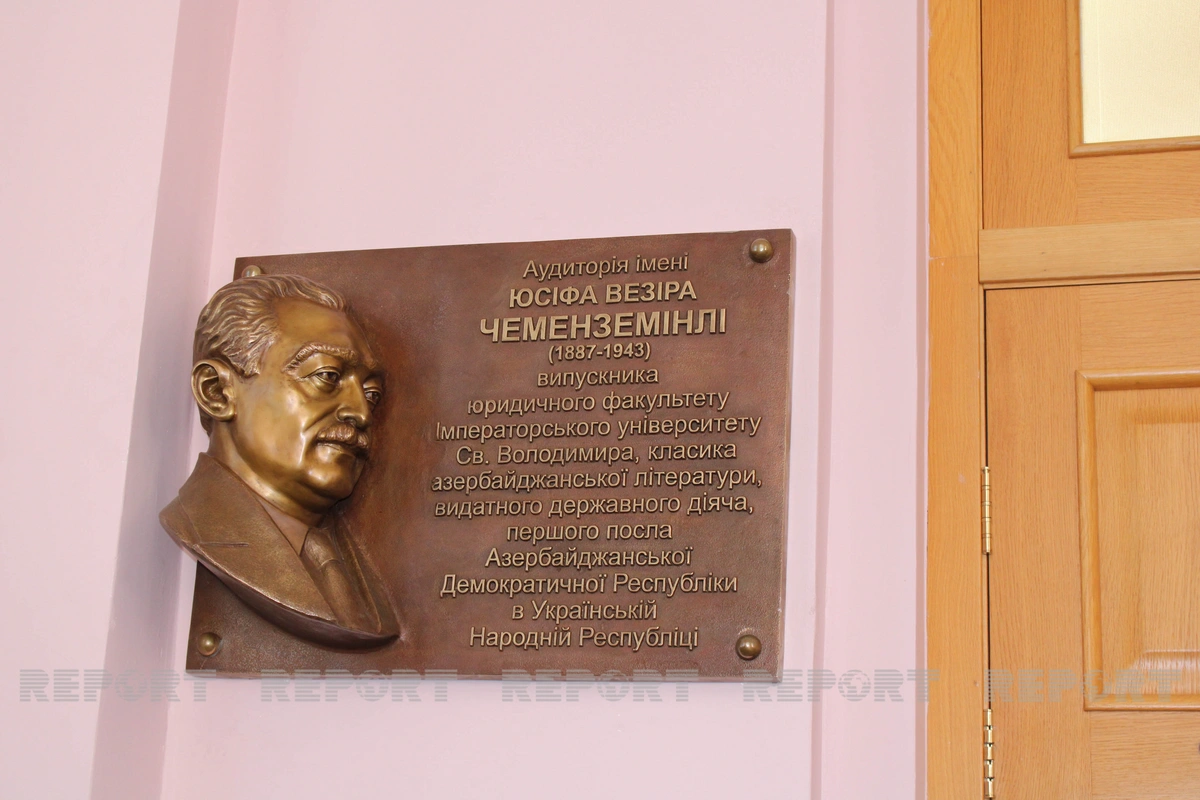 Аудиторія імені
ЮСІФА ВЕЗІРА
ЧЕМЕНЗЕМІНЛІ
(1887-1943)
випускника
юридичного факультету
Імператорського університету
Св. Володимира, класика
азербайджанської літератури,
видатного державного діяча,
першого посла
Азербайджанської
Демократичної Республіки
в Українській
Народній Республіці
REPORT REPORT REPORT REPORT REPORT